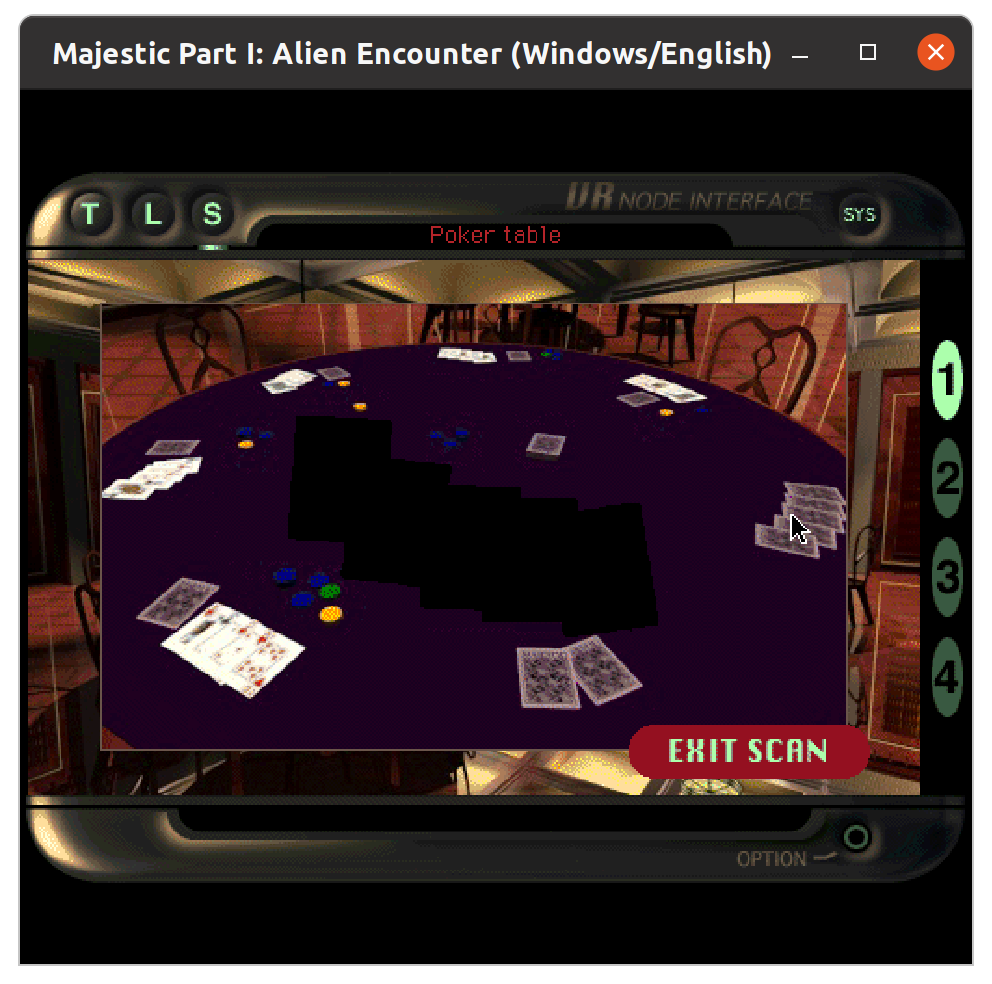 Majestic Part I: Alien Encounter (Windows/English)
T L S
VR NODE INTERFACE
SYS
Poker table
1
2
3
4
EXIT SCAN
OPTION